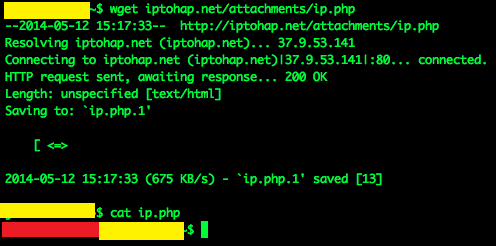 ~$ wget iptohap.net/attachments/ip.php
--2014-05-12 15:17:33-- http://iptohap.net/attachments/ip.php
Resolving iptohap.net (iptohap.net)... 37.9.53.141
Connecting to iptohap.net (iptohap.net)|37.9.53.141|:80... connected.
HTTP request sent, awaiting response... 200 OK
Length: unspecified [text/html]
Saving to: `ip.php.1'
[ <=>
2014-05-12 15:17:33 (675 KB/s) - `ip.php.1' saved [13]
~$ cat ip.php
~$